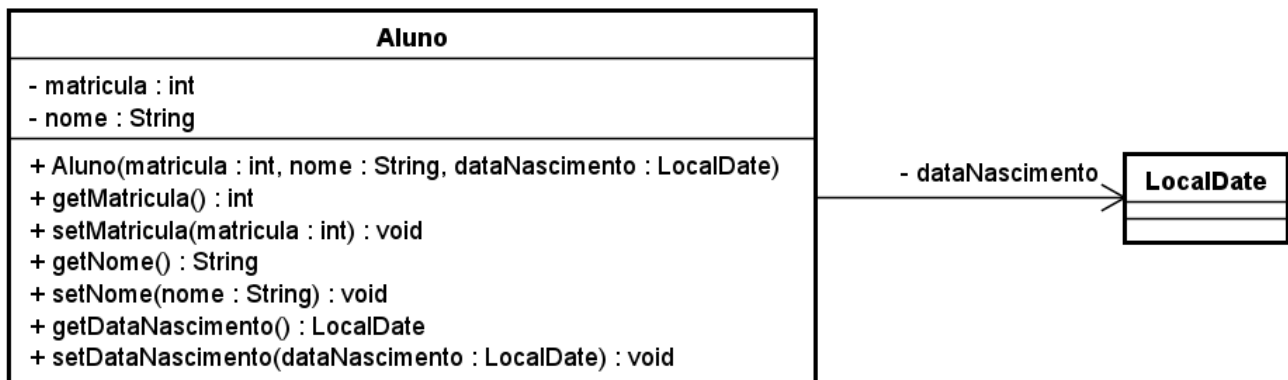 Aluno
- matricula : int
- nome : String
+ Aluno(matricula : int, nome : String, dataNascimento : LocalDate)
+ getMatricula() : int
+ setMatricula(matricula : int) : void
+ getNome() : String
+ setNome(nome : String) : void
+ getDataNascimento() : LocalDate
+ setDataNascimento(dataNascimento : LocalDate) : void
- dataNascimento
LocalDate